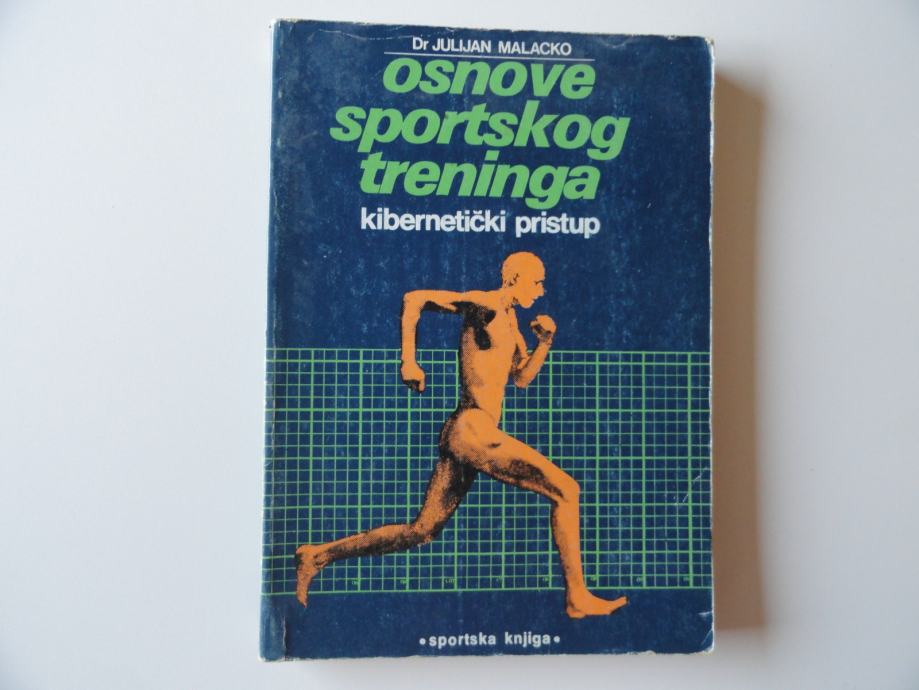 Dr JULIJAN MALACKO
osnove
sportskog
treninga
kibernetički pristup
•sportska knjiga•